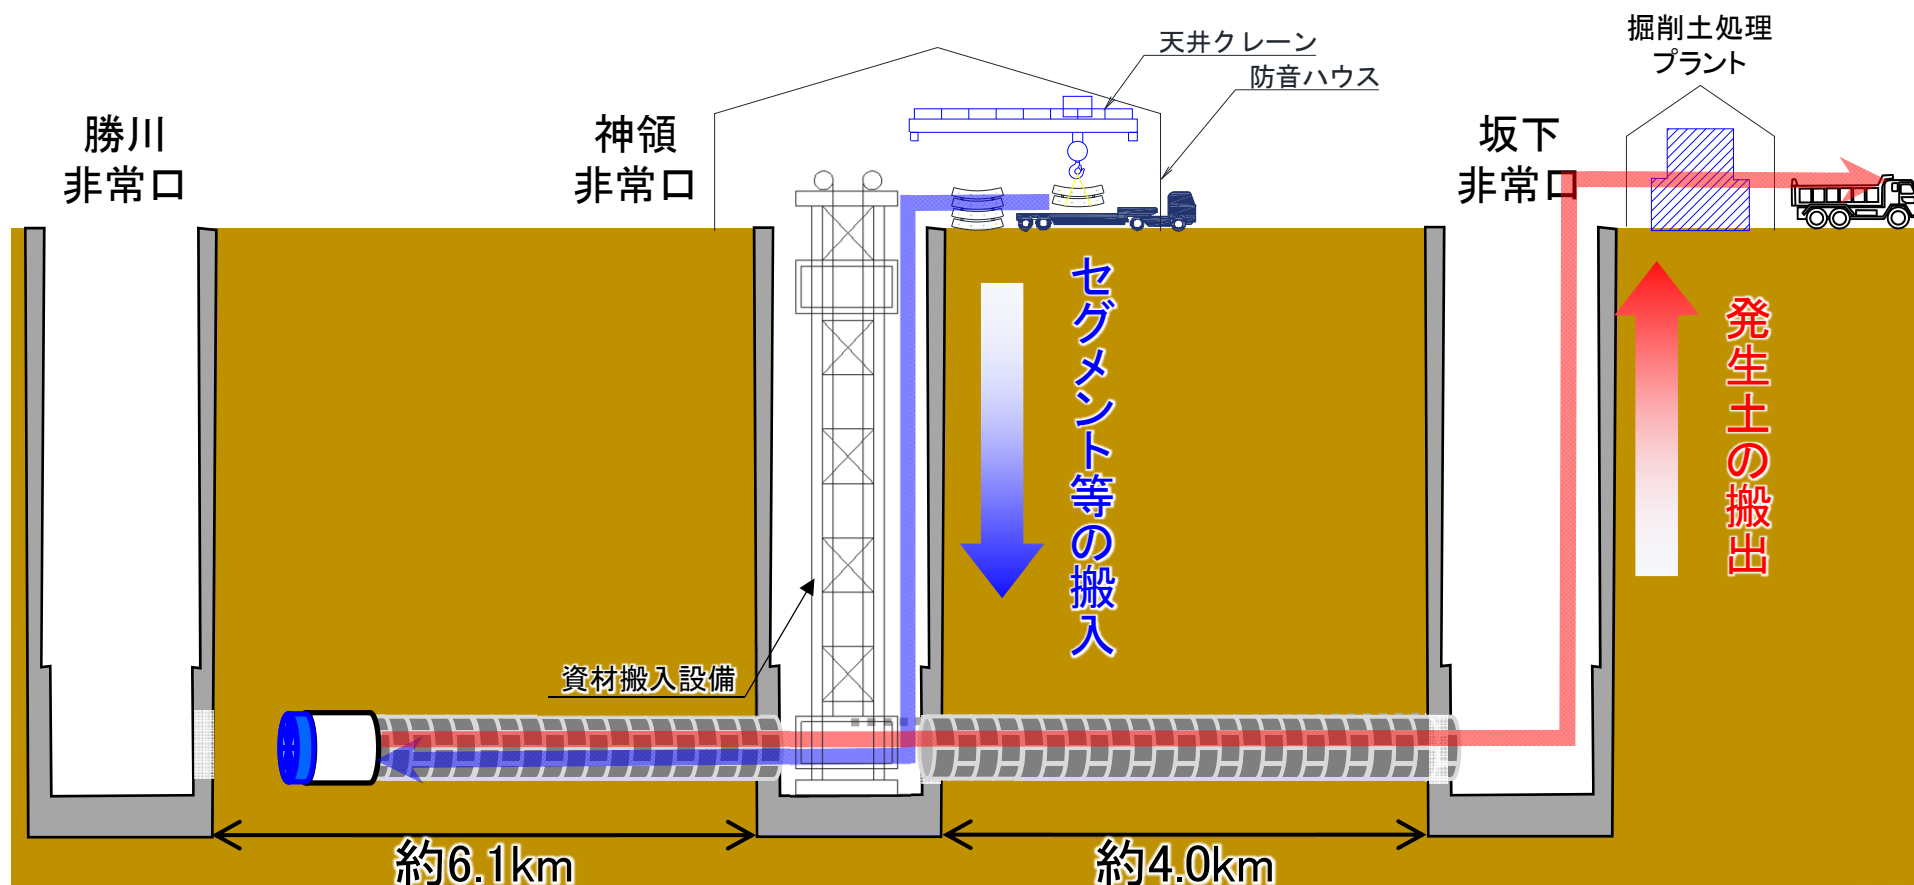 天井クレーン
防音ハウス
掘削土処理
プラント
勝川
非常口
神領
非常口
坂下
非常口
セグメント等の搬入
発生土の搬出
資材搬入設備
約6.1km
約4.0km